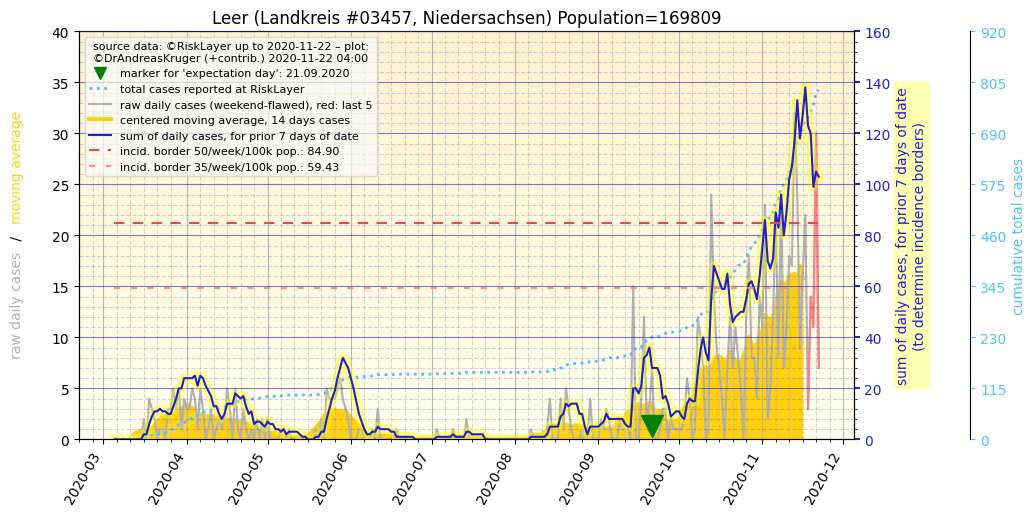 Leer (Landkreis #03457, Niedersachsen) Population=169809
source data: ©RiskLayer up to 2020-11-22 – plot:
©DrAndreasKruger (+contrib.) 2020-11-22 04:00
marker for 'expectation day': 21.09.2020
total cases reported at RiskLayer
raw daily cases (weekend-flawed), red: last 5
centered moving average, 14 days cases
sum of daily cases, for prior 7 days of date
incid. border 50/week/100k pop.: 84.90
incid. border 35/week/100k pop.: 59.43
raw daily cases / moving average
40
35
30
25
20
15
10
5
0
160
140
120
100
80
60
40
20
0
sum of daily cases, for prior 7 days of date
(to determine incidence borders)
920
805
690
575
460
345
230
115
0
cumulative total cases
2020-03
2020-04
2020-05
2020-06
2020-07
2020-08
2020-09
2020-10
2020-11
2020-12